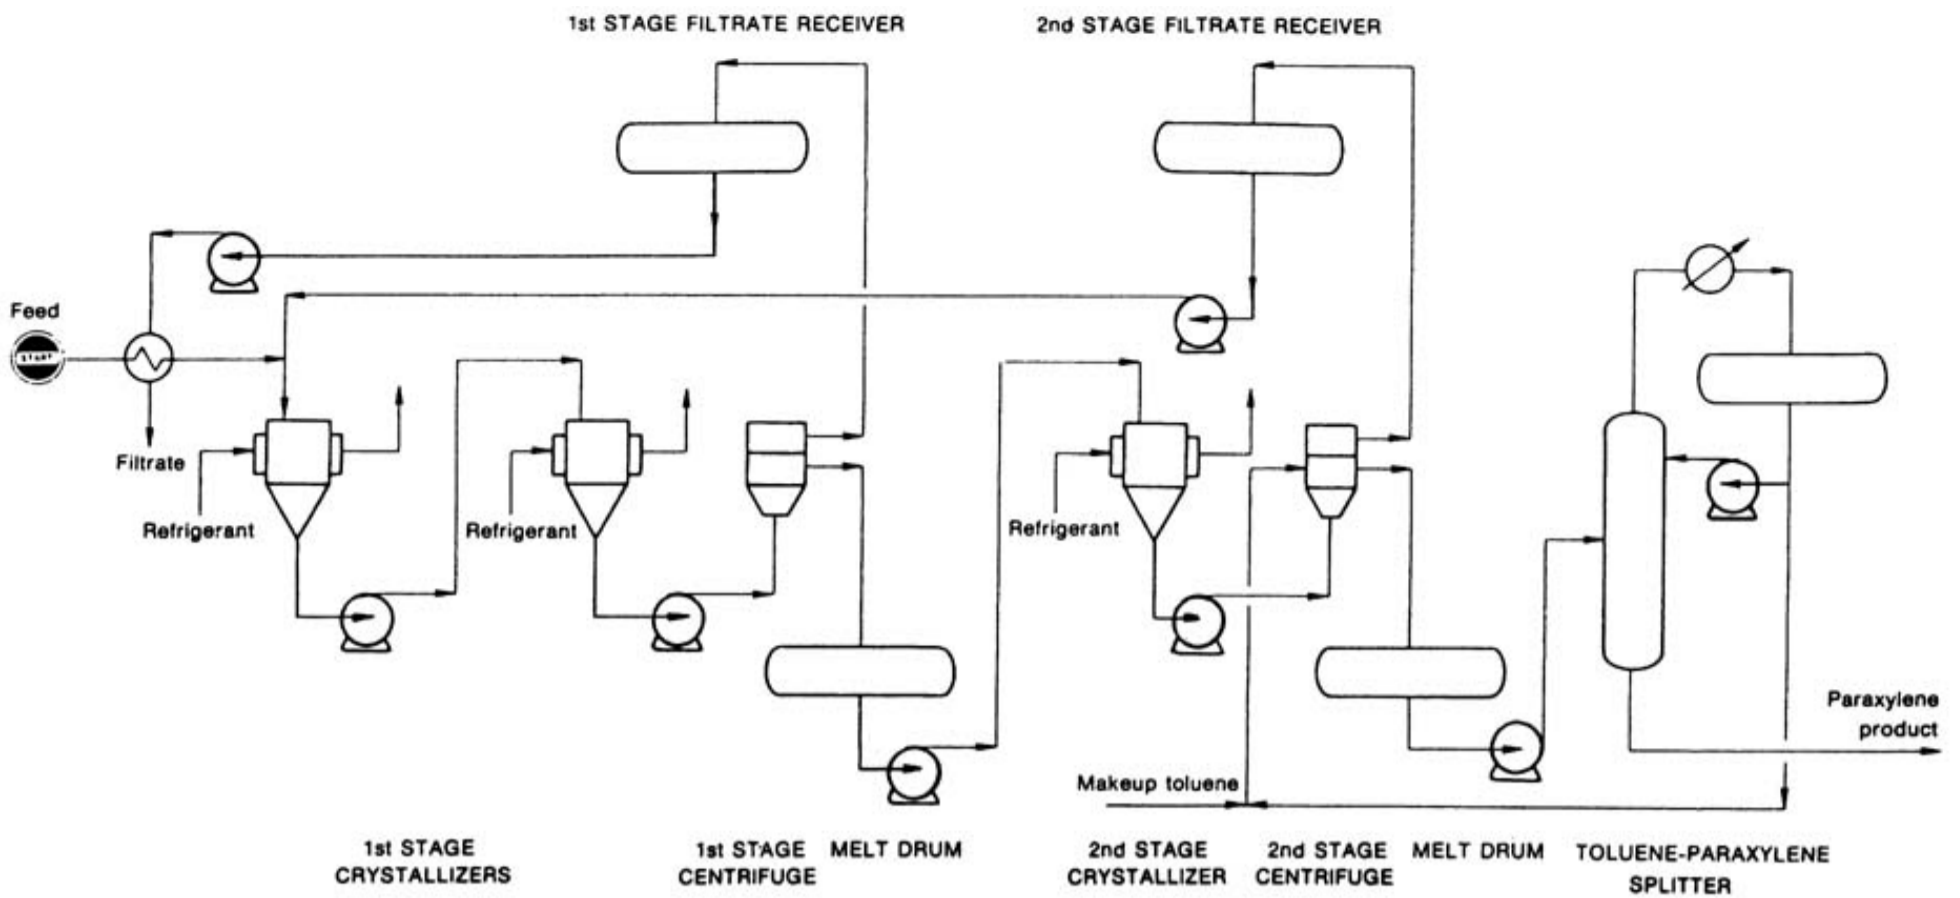 1st STAGE FILTRATE RECEIVER
2nd STAGE FILTRATE RECEIVER
Feed
START
Filtrate
Refrigerant
Refrigerant
Refrigerant
Paraxylene
product
Makeup toluene
1st STAGE
CRYSTALLIZERS
1st STAGE
CENTRIFUGE
MELT DRUM
2nd STAGE
CRYSTALLIZER
2nd STAGE
CENTRIFUGE
MELT DRUM
TOLUENE-PARAXYLENE
SPLITTER